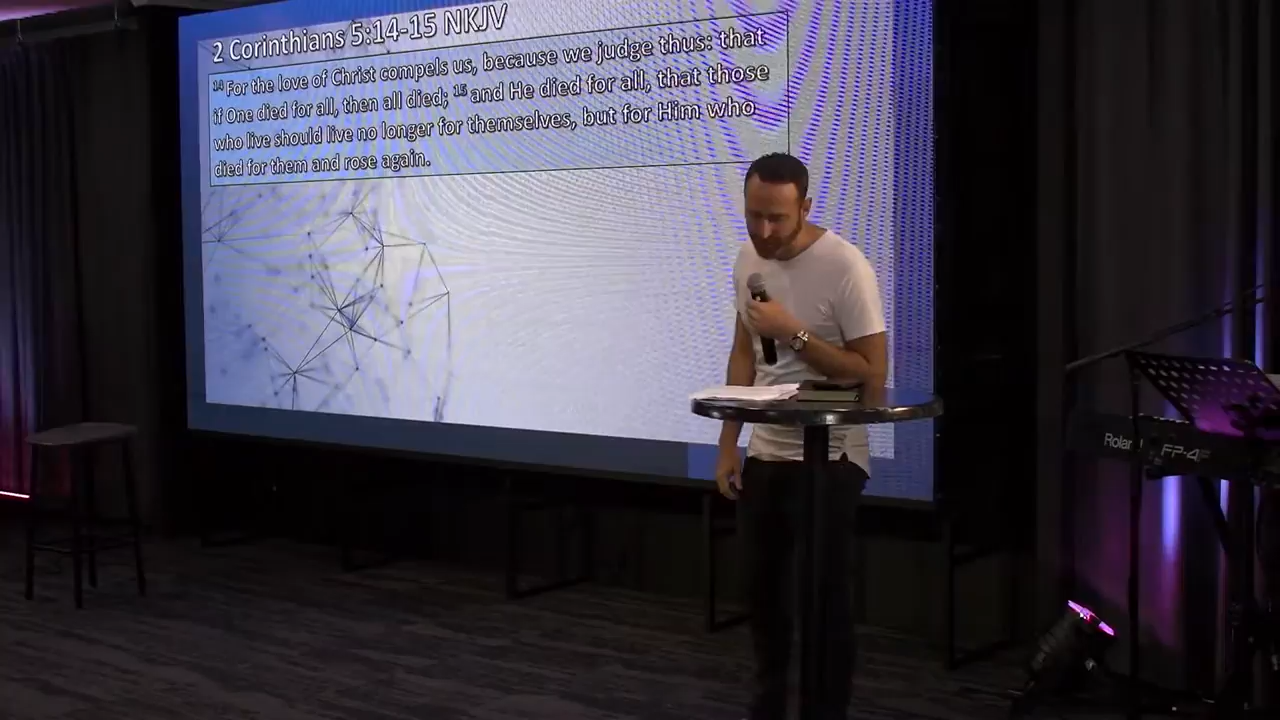 2 Corinthians 5:14-15 NKJV
14 For the love of Christ compels us, because we judge thus: that
if One died for all, then all died; 15 and He died for all, that those
who live should live no longer for themselves, but for Him who
died for them and rose again.
Roland
FP-4